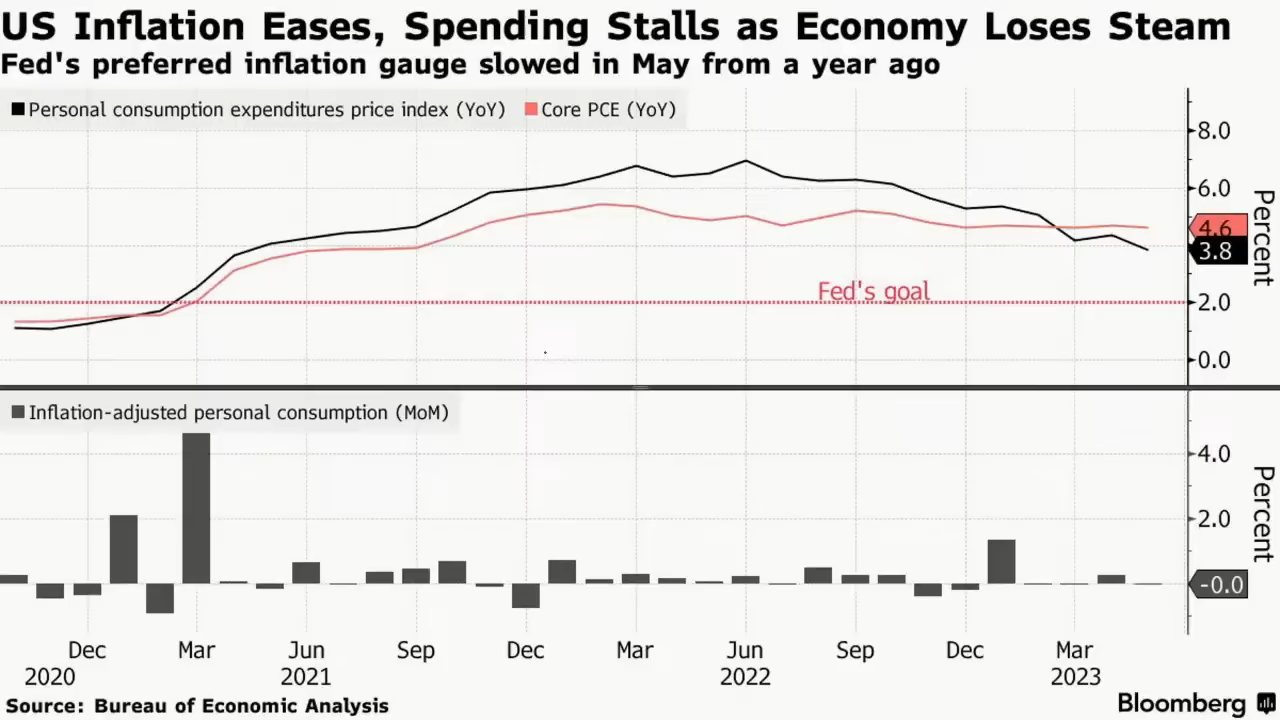 US Inflation Eases, Spending Stalls as Economy Loses Steam
Fed's preferred inflation gauge slowed in May from a year ago
Personal consumption expenditures price index (YoY) Core PCE (YoY)
8.0
6.0
4.6
3.8
Fed's goal
2.0
0.0
Percent
Inflation-adjusted personal consumption (MoM)
4.0
2.0
-0.0
Percent
Dec Mar Jun Sep Dec Mar Jun Sep Dec Mar
2020 2021 2022 2023
Source: Bureau of Economic Analysis
Bloomberg